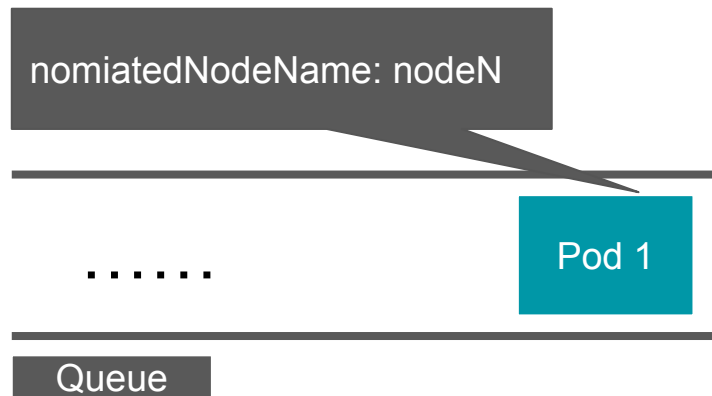 nomiatedNodeName: nodeN
Pod 1
......
Queue